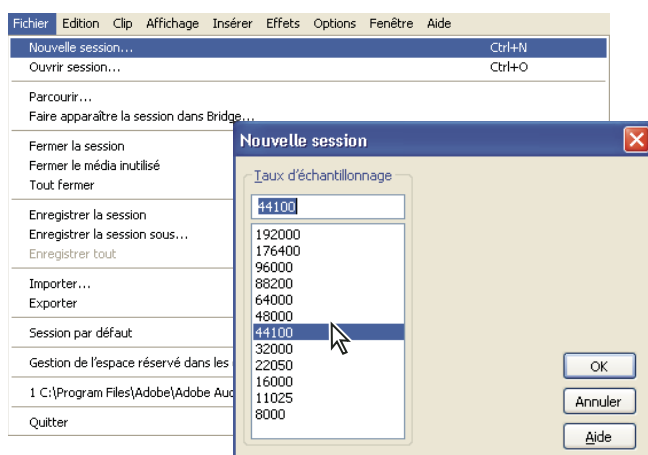 Fichier Edition Clip Affichage Insérer Effets Options Fenêtre Aide
Nouvelle session... Ctrl+N
Ouvrir session... Ctrl+O
Parcourir...
Faire apparaître la session dans Bridge...
Fermer la session
Fermer le média inutilisé
Tout fermer
Enregistrer la session
Enregistrer la session sous...
Enregistrer tout
Importer...
Exporter
Session par défaut
Gestion de l'espace réservé dans les
1 C:\Program Files\Adobe\Adobe Aud
Quitter
Nouvelle session
Taux d'échantillonnage
44100
192000
176400
96000
88200
64000
48000
44100
32000
22050
16000
11025
8000
OK
Annuler
Aide